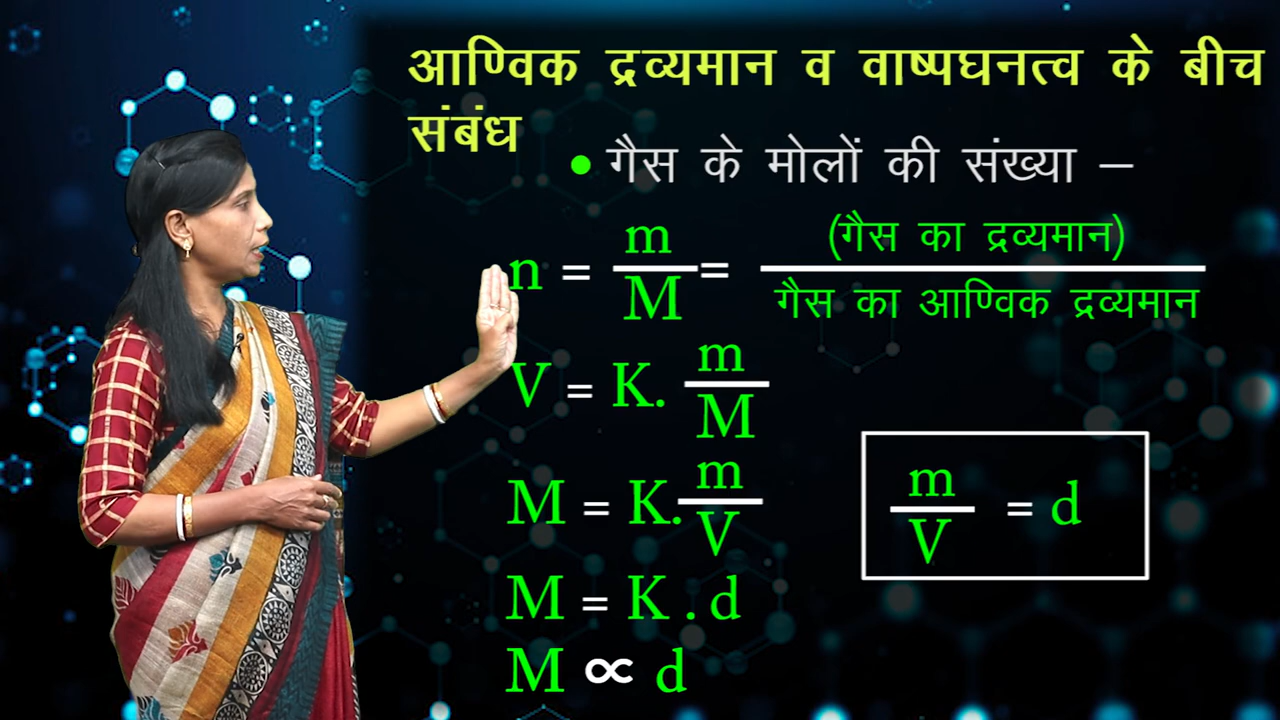 आण्विक द्रव्यमान व वाष्पघनत्व के बीच
संबंध
• गैस के मोलों की संख्या –
n = m/M = (गैस का द्रव्यमान)/गैस का आण्विक द्रव्यमान
V = K. m/M
M = K. m/V
m/V = d
M = K . d
M ∝ d